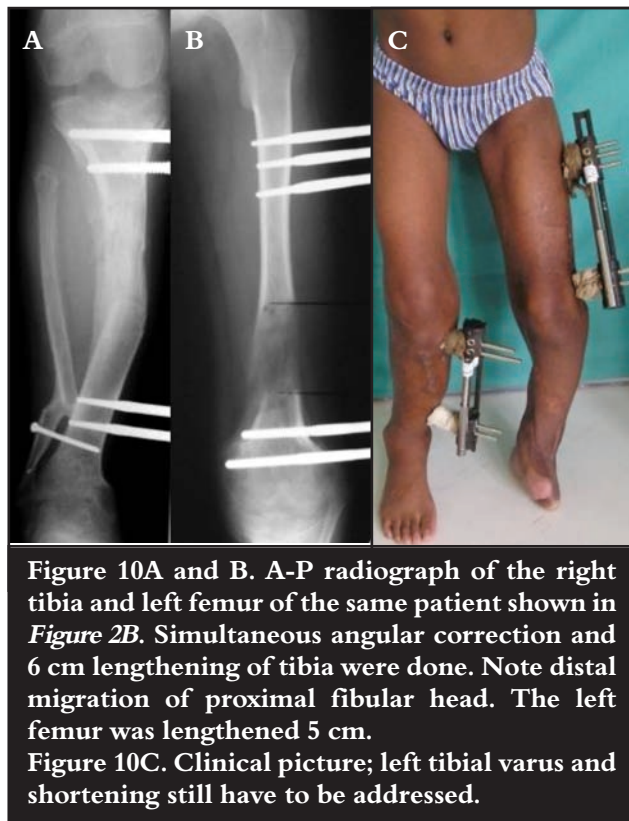 A B C
Figure 10A and B. A-P radiograph of the right
tibia and left femur of the same patient shown in
Figure 2B. Simultaneous angular correction and
6 cm lengthening of tibia were done. Note distal
migration of proximal fibular head. The left
femur was lengthened 5 cm.
Figure 10C. Clinical picture; left tibial varus and
shortening still have to be addressed.